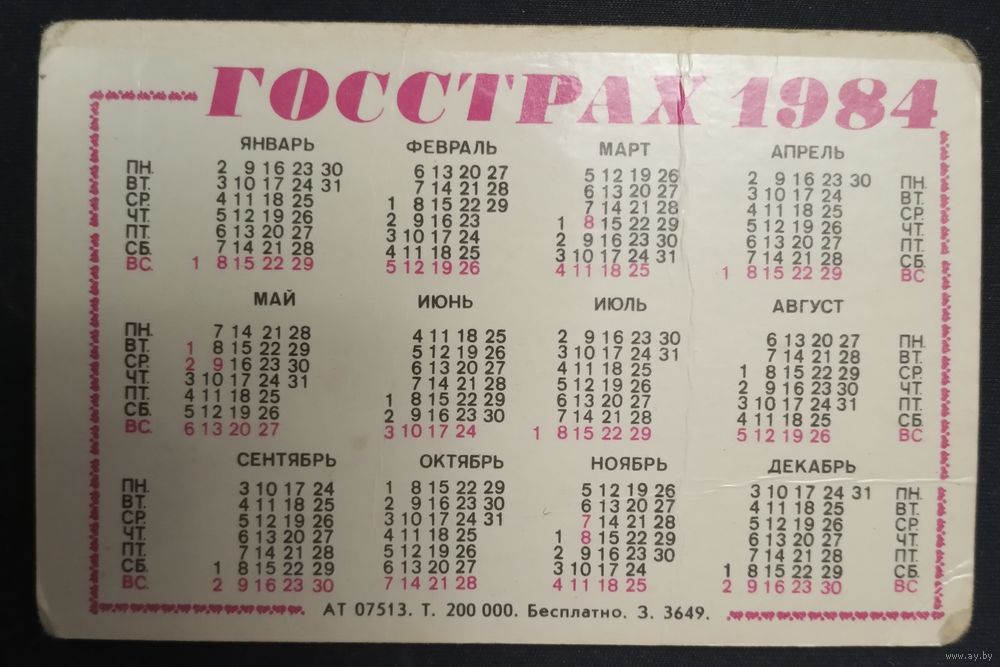 ГОССТРАХ 1984
ЯНВАРЬ ФЕВРАЛЬ МАРТ АПРЕЛЬ
ПН. 2 9 16 23 30 6 13 20 27 5 12 19 26 2 9 16 23 30 ПН.
ВТ. 3 10 17 24 31 7 14 21 28 6 13 20 27 3 10 17 24 ВТ.
СР. 4 11 18 25 1 8 15 22 29 7 14 21 28 4 11 18 25 СР.
ЧТ. 5 12 19 26 2 9 16 23 1 8 15 22 29 5 12 19 26 ЧТ.
ПТ. 6 13 20 27 3 10 17 24 2 9 16 23 30 6 13 20 27 ПТ.
СБ. 7 14 21 28 4 11 18 25 3 10 17 24 31 7 14 21 28 СБ.
ВС. 1 8 15 22 29 5 12 19 26 4 11 18 25 1 8 15 22 29 ВС
МАЙ ИЮНЬ ИЮЛЬ АВГУСТ
ПН. 7 14 21 28 4 11 18 25 2 9 16 23 30 6 13 20 27 ПН.
ВТ. 1 8 15 22 29 5 12 19 26 3 10 17 24 31 7 14 21 28 ВТ.
СР. 2 9 16 23 30 6 13 20 27 4 11 18 25 1 8 15 22 29 СР.
ЧТ. 3 10 17 24 31 7 14 21 28 5 12 19 26 2 9 16 23 30 ЧТ.
ПТ. 4 11 18 25 1 8 15 22 29 6 13 20 27 3 10 17 24 31 ПТ.
СБ. 5 12 19 26 2 9 16 23 30 7 14 21 28 4 11 18 25 СБ.
ВС. 6 13 20 27 3 10 17 24 1 8 15 22 29 5 12 19 26 ВС
СЕНТЯБРЬ ОКТЯБРЬ НОЯБРЬ ДЕКАБРЬ
ПН. 3 10 17 24 1 8 15 22 29 5 12 19 26 3 10 17 24 31 ПН.
ВТ. 4 11 18 25 2 9 16 23 30 6 13 20 27 4 11 18 25 ВТ.
СР. 5 12 19 26 3 10 17 24 31 7 14 21 28 5 12 19 26 СР.
ЧТ. 6 13 20 27 4 11 18 25 1 8 15 22 29 6 13 20 27 ЧТ.
ПТ. 7 14 21 28 5 12 19 26 2 9 16 23 30 7 14 21 28 ПТ.
СБ. 1 8 15 22 29 6 13 20 27 3 10 17 24 1 8 15 22 29 СБ.
ВС. 2 9 16 23 30 7 14 21 28 4 11 18 25 2 9 16 23 30 ВС
АТ 07513. Т. 200 000. Бесплатно. З. 3649.
www.ay.by